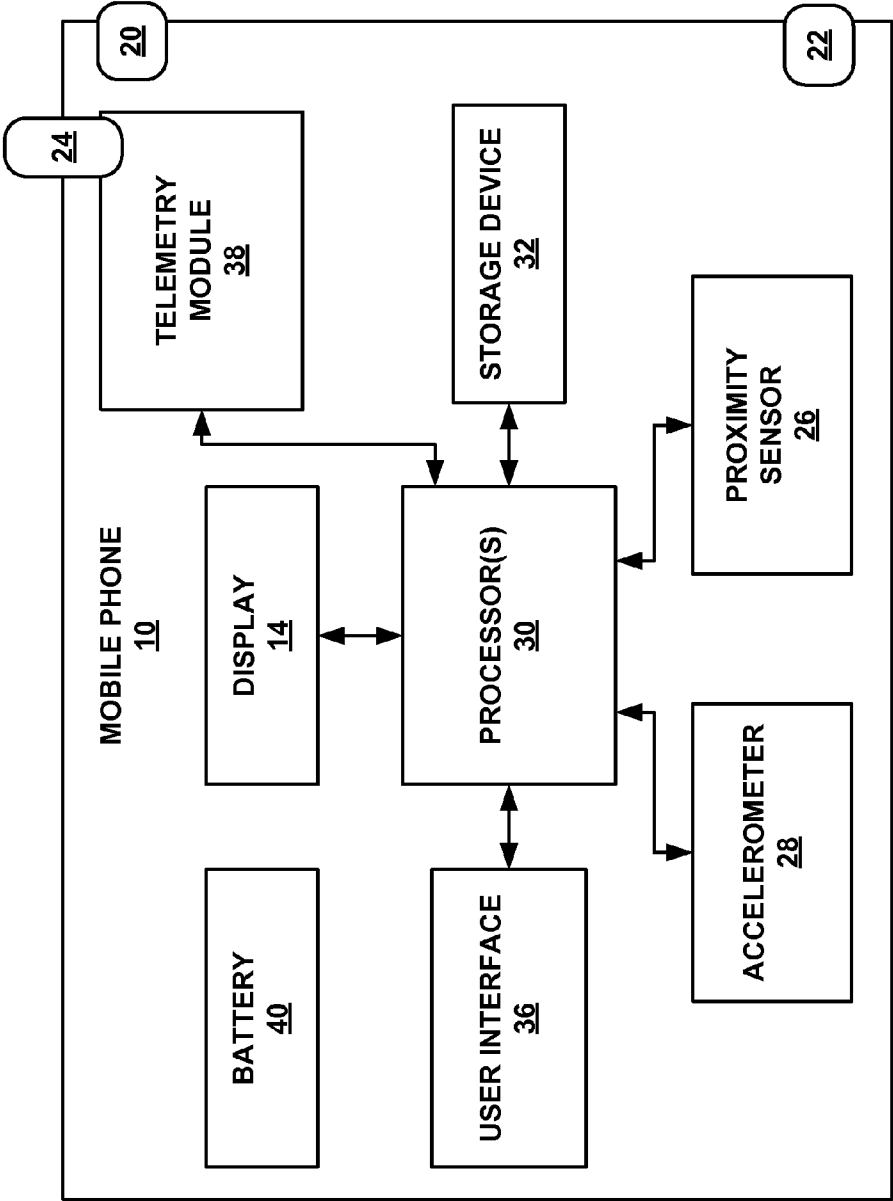 MOBILE PHONE
10
20
22
24
BATTERY
40
DISPLAY
14
TELEMETRY
MODULE
38
USER INTERFACE
36
PROCESSOR(S)
30
STORAGE DEVICE
32
ACCELEROMETER
28
PROXIMITY
SENSOR
26